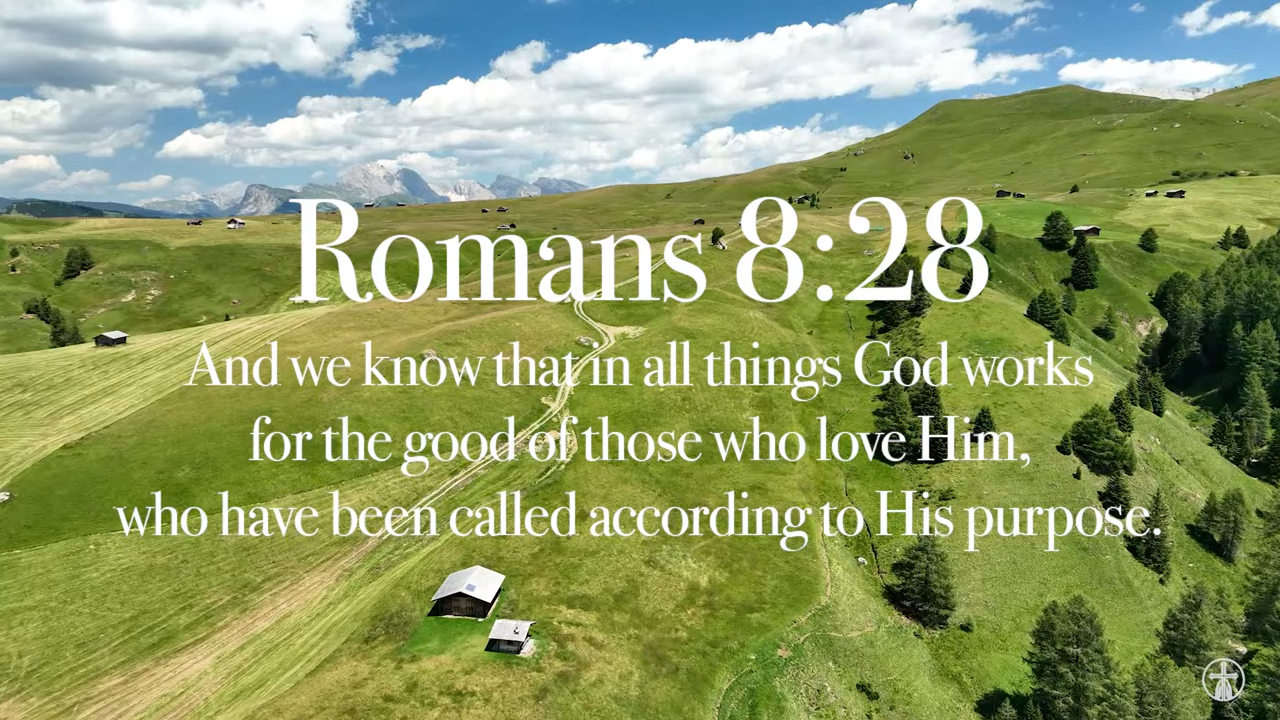 Romans 8:28
And we know that in all things God works
for the good of those who love Him,
who have been called according to His purpose.